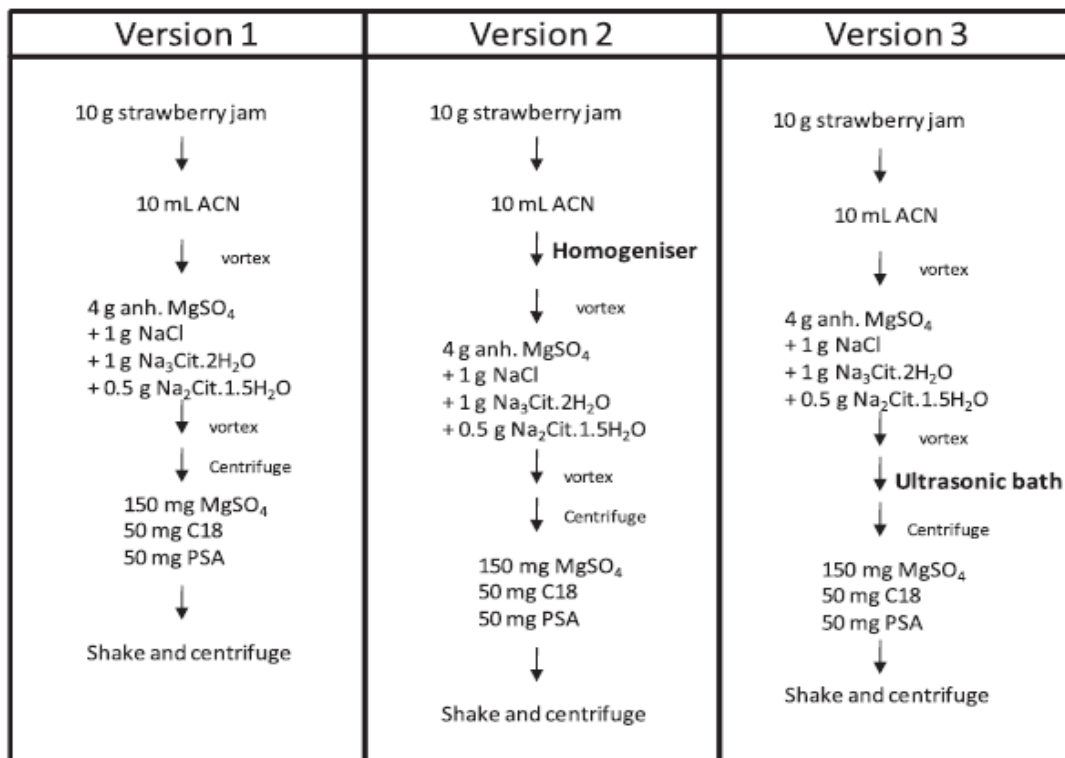 Version 1
10 g strawberry jam
10 mL ACN
vortex
4 g anh. MgSO₄
+ 1 g NaCl
+ 1 g Na₃Cit.2H₂O
+ 0.5 g Na₂Cit.1.5H₂O
vortex
Centrifuge
150 mg MgSO₄
50 mg C18
50 mg PSA
Shake and centrifuge
Version 2
10 g strawberry jam
10 mL ACN
Homogeniser
vortex
4 g anh. MgSO₄
+ 1 g NaCl
+ 1 g Na₃Cit.2H₂O
+ 0.5 g Na₂Cit.1.5H₂O
vortex
Centrifuge
150 mg MgSO₄
50 mg C18
50 mg PSA
Shake and centrifuge
Version 3
10 g strawberry jam
10 mL ACN
vortex
4 g anh. MgSO₄
+ 1 g NaCl
+ 1 g Na₃Cit.2H₂O
+ 0.5 g Na₂Cit.1.5H₂O
vortex
Ultrasonic bath
Centrifuge
150 mg MgSO₄
50 mg C18
50 mg PSA
Shake and centrifuge